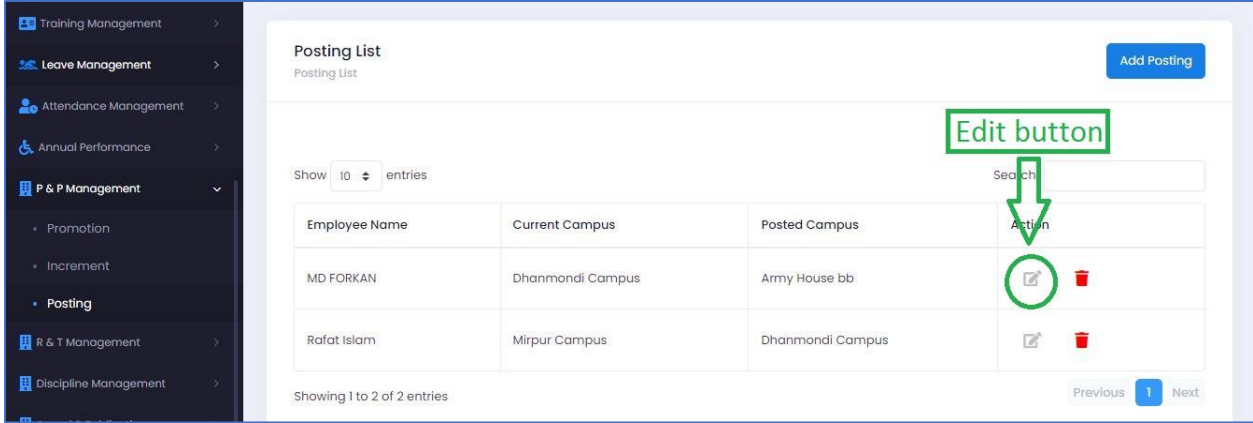 Training Management
Leave Management
Attendance Management
Annual Performance
P & P Management
Promotion
Increment
Posting
R & T Management
Discipline Management
Posting List
Posting List
Add Posting
Edit button
Show 10 entries
Search
Employee Name Current Campus Posted Campus Action
MD FORKAN Dhanmondi Campus Army House bb
Rafat Islam Mirpur Campus Dhanmondi Campus
Showing 1 to 2 of 2 entries
Previous 1 Next